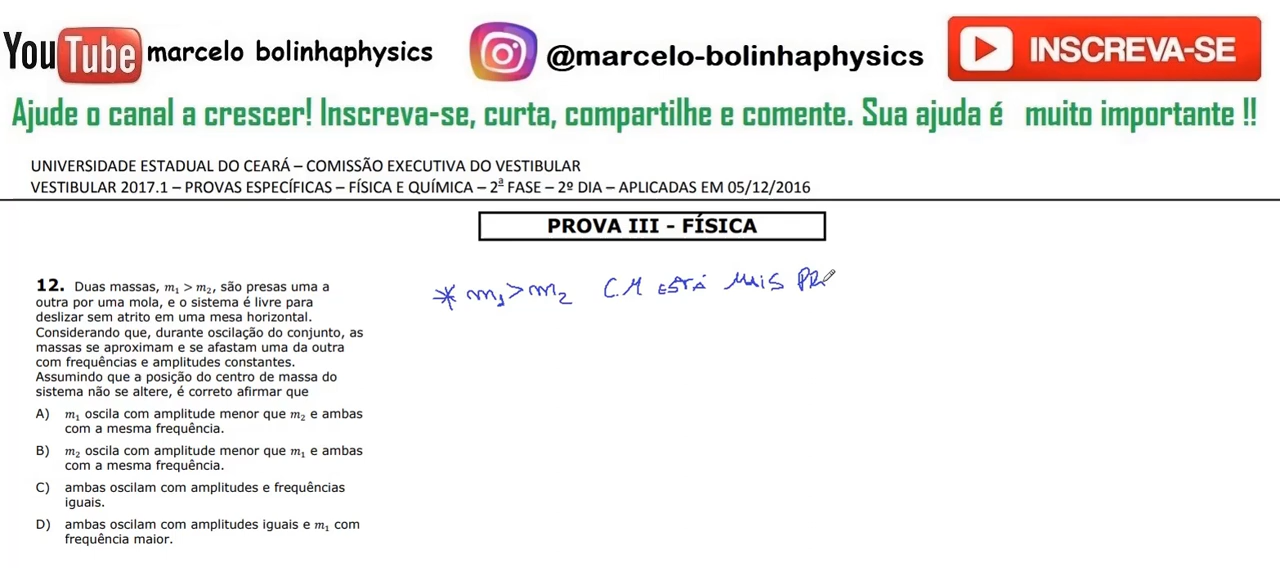 YouTube marcelo bolinhaphysics @marcelo-bolinhaphysics INSCREVA-SE
Ajude o canal a crescer! Inscreva-se, curta, compartilhe e comente. Sua ajuda é muito importante !!
UNIVERSIDADE ESTADUAL DO CEARÁ – COMISSÃO EXECUTIVA DO VESTIBULAR
VESTIBULAR 2017.1 – PROVAS ESPECÍFICAS – FÍSICA E QUÍMICA – 2ª FASE – 2º DIA – APLICADAS EM 05/12/2016
PROVA III - FÍSICA
12. Duas massas, m₁ > m₂, são presas uma a
outra por uma mola, e o sistema é livre para
deslizar sem atrito em uma mesa horizontal.
Considerando que, durante oscilação do conjunto, as
massas se aproximam e se afastam uma da outra
com frequências e amplitudes constantes.
Assumindo que a posição do centro de massa do
sistema não se altere, é correto afirmar que
A) m₁ oscila com amplitude menor que m₂ e ambas
com a mesma frequência.
B) m₂ oscila com amplitude menor que m₁ e ambas
com a mesma frequência.
C) ambas oscilam com amplitudes e frequências
iguais.
D) ambas oscilam com amplitudes iguais e m₁ com
frequência maior.
* m₁ > m₂ C.M ESTÁ MAIS PR